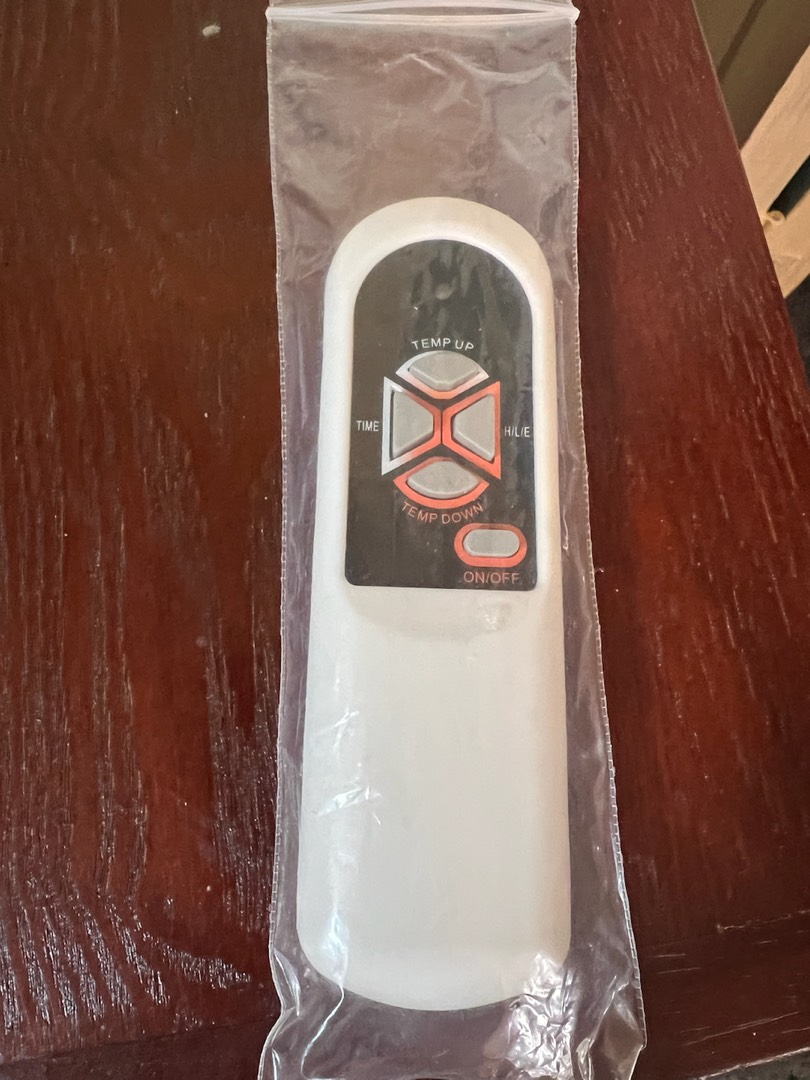 TEMP UP
TIME
H/L/E
TEMP DOWN
ON/OFF